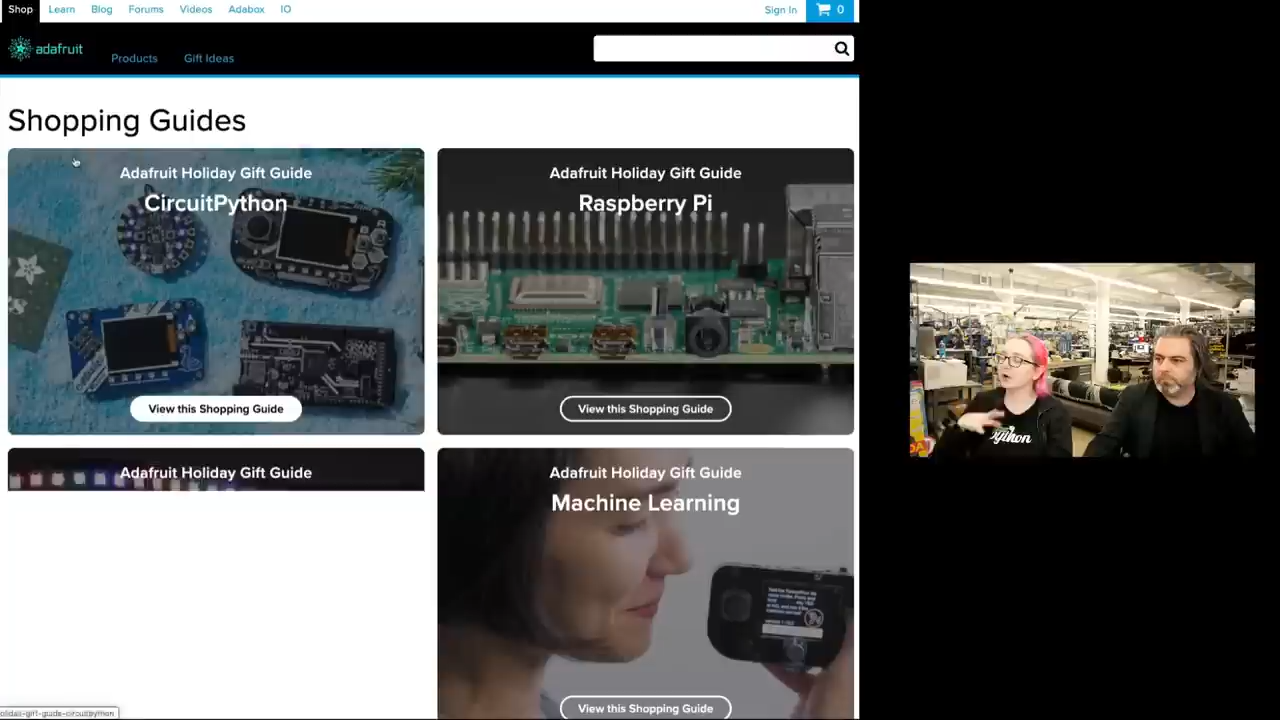 Shop Learn Blog Forums Videos Adabox IO Sign In 0
adafruit Products Gift Ideas
Shopping Guides
Adafruit Holiday Gift Guide
CircuitPython
View this Shopping Guide
Adafruit Holiday Gift Guide
Raspberry Pi
View this Shopping Guide
Adafruit Holiday Gift Guide
Adafruit Holiday Gift Guide
Machine Learning
View this Shopping Guide